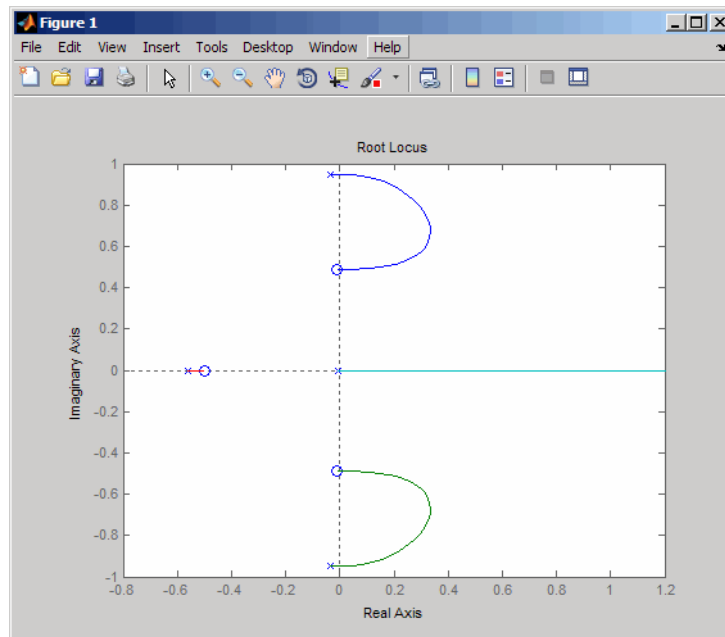 Figure 1
File Edit View Insert Tools Desktop Window Help
Root Locus
1
0.8
0.6
0.4
0.2
0
-0.2
-0.4
-0.6
-0.8
-1
Imaginary Axis
-0.8 -0.6 -0.4 -0.2 0 0.2 0.4 0.6 0.8 1 1.2
Real Axis